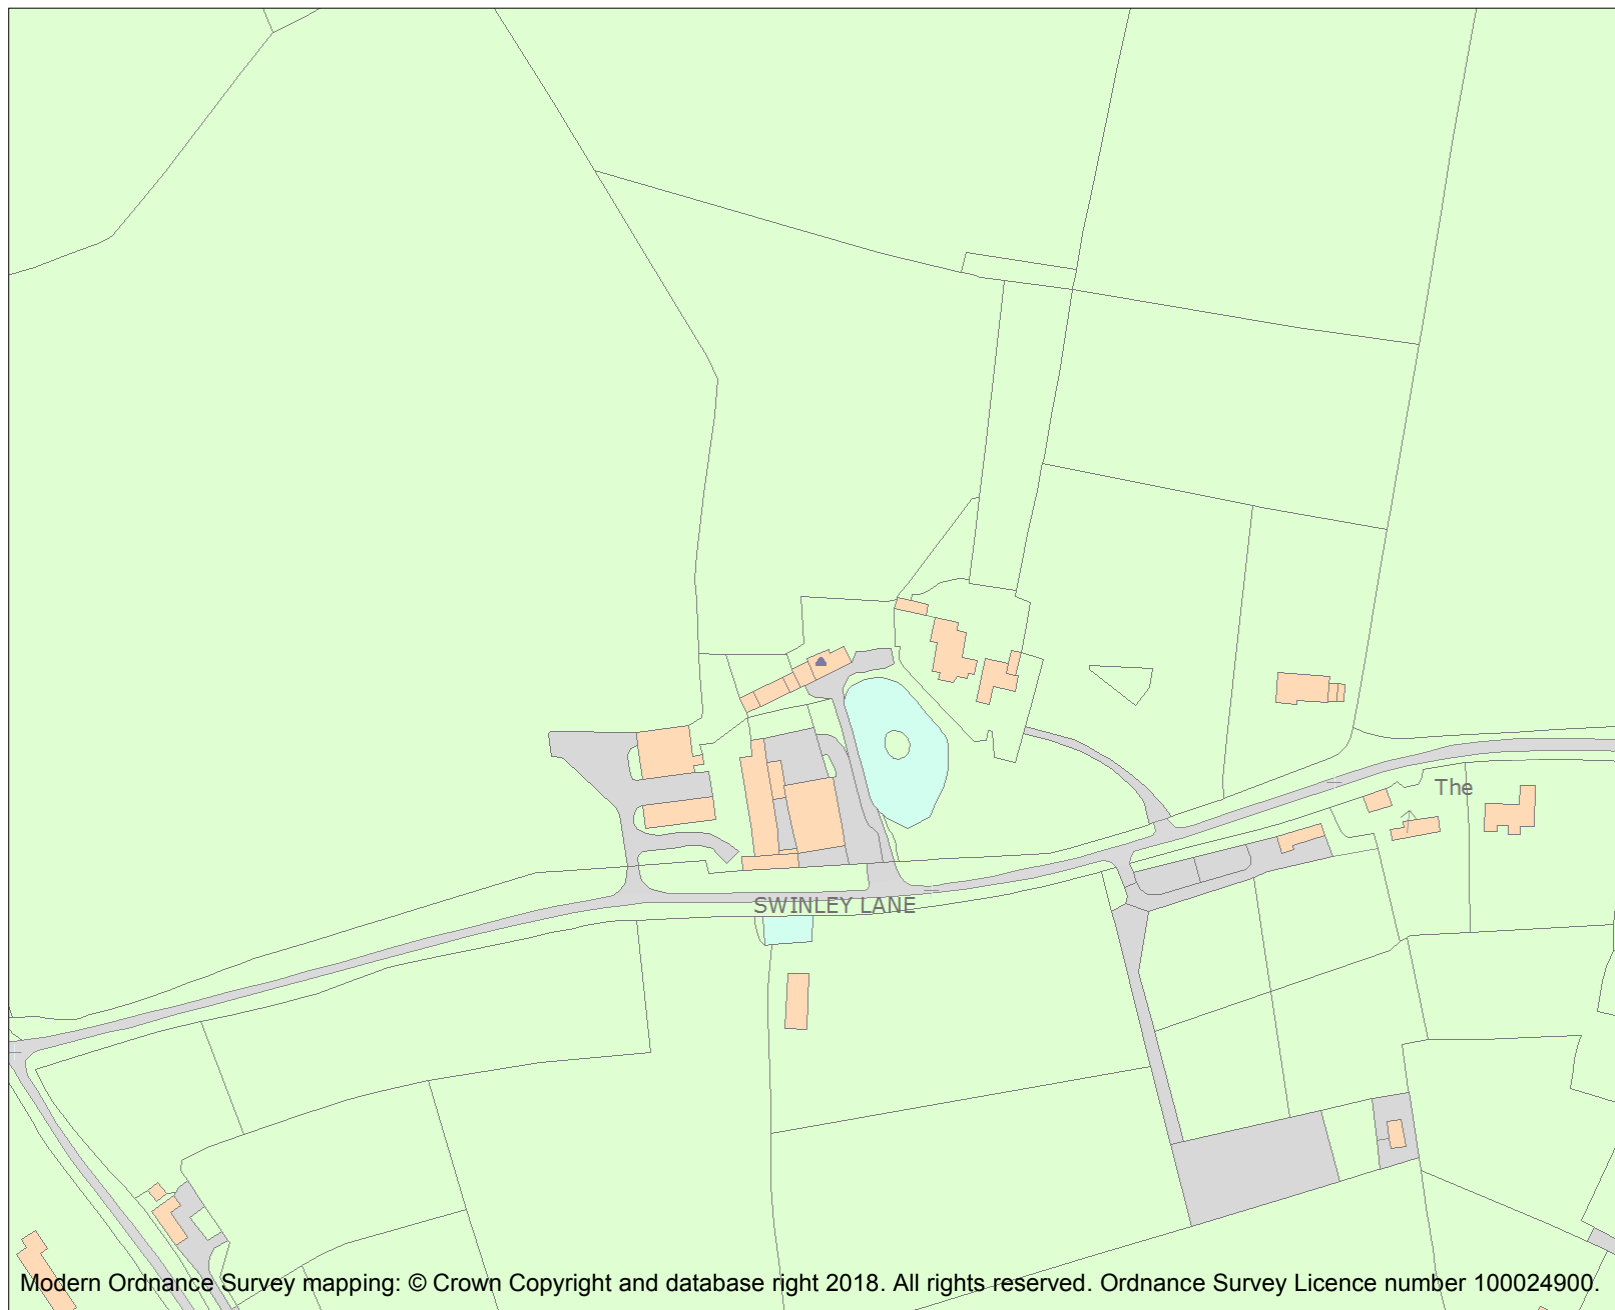 The
SWINLEY LANE
Modern Ordnance Survey mapping: © Crown Copyright and database right 2018. All rights reserved. Ordnance Survey Licence number 100024900.